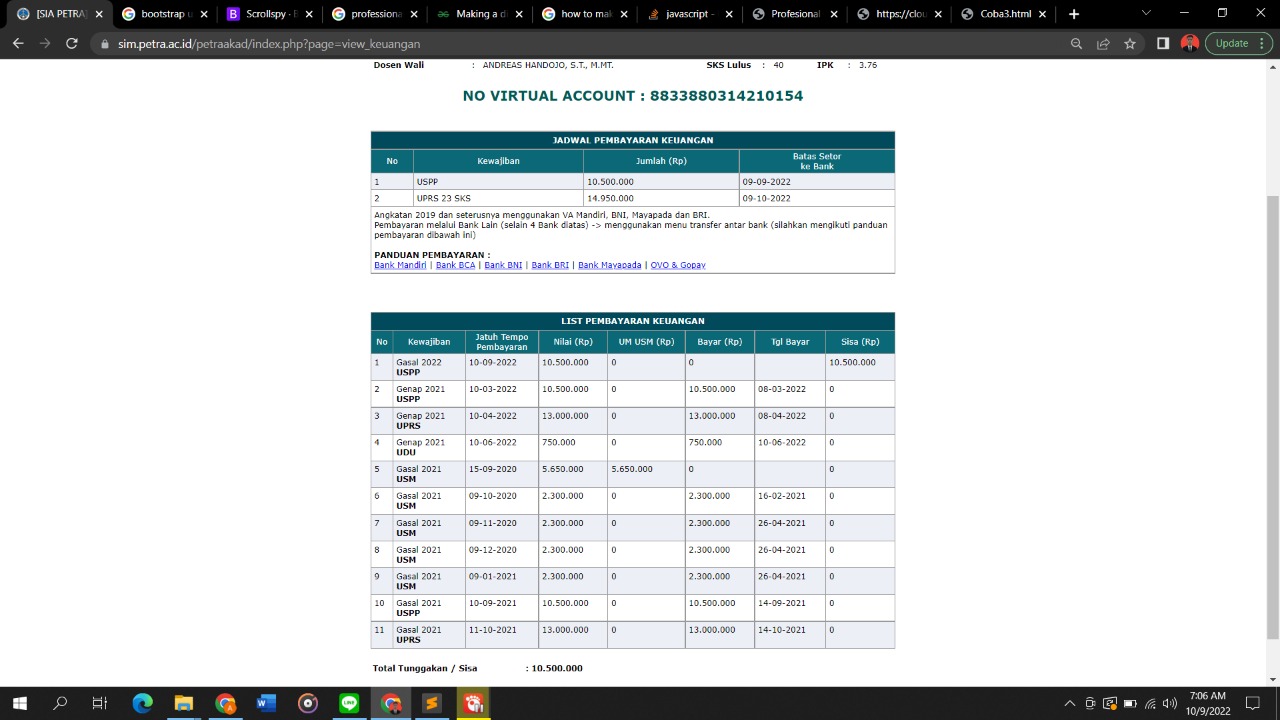 [SIA PETRA]
bootstrap u
Scrollspy · B
professiona
Making a di
how to mak
javascript -
Profesional
https://clou
Coba3.html
sim.petra.ac.id/petraakad/index.php?page=view_keuangan
Update
Dosen Wali : ANDREAS HANDOJO, S.T., M.MT. SKS Lulus : 40 IPK : 3.76
NO VIRTUAL ACCOUNT : 8833880314210154
JADWAL PEMBAYARAN KEUANGAN
No Kewajiban Jumlah (Rp) Batas Setor
ke Bank
1 USPP 10.500.000 09-09-2022
2 UPRS 23 SKS 14.950.000 09-10-2022
Angkatan 2019 dan seterusnya menggunakan VA Mandiri, BNI, Mayapada dan BRI.
Pembayaran melalui Bank Lain (selain 4 Bank diatas) -> menggunakan menu transfer antar bank (silahkan mengikuti panduan
pembayaran dibawah ini)
PANDUAN PEMBAYARAN :
Bank Mandiri | Bank BCA | Bank BNI | Bank BRI | Bank Mayapada | OVO & Gopay
LIST PEMBAYARAN KEUANGAN
No Kewajiban Jatuh Tempo
Pembayaran Nilai (Rp) UM USM (Rp) Bayar (Rp) Tgl Bayar Sisa (Rp)
1 Gasal 2022 10-09-2022 10.500.000 0 0 10.500.000
USPP
2 Genap 2021 10-03-2022 10.500.000 0 10.500.000 08-03-2022 0
USPP
3 Genap 2021 10-04-2022 13.000.000 0 13.000.000 08-04-2022 0
UPRS
4 Genap 2021 10-06-2022 750.000 0 750.000 10-06-2022 0
UDU
5 Gasal 2021 15-09-2020 5.650.000 5.650.000 0 0
USM
6 Gasal 2021 09-10-2020 2.300.000 0 2.300.000 16-02-2021 0
USM
7 Gasal 2021 09-11-2020 2.300.000 0 2.300.000 26-04-2021 0
USM
8 Gasal 2021 09-12-2020 2.300.000 0 2.300.000 26-04-2021 0
USM
9 Gasal 2021 09-01-2021 2.300.000 0 2.300.000 26-04-2021 0
USM
10 Gasal 2021 10-09-2021 10.500.000 0 10.500.000 14-09-2021 0
USPP
11 Gasal 2021 11-10-2021 13.000.000 0 13.000.000 14-10-2021 0
UPRS
Total Tunggakan / Sisa : 10.500.000
7:06 AM
10/9/2022